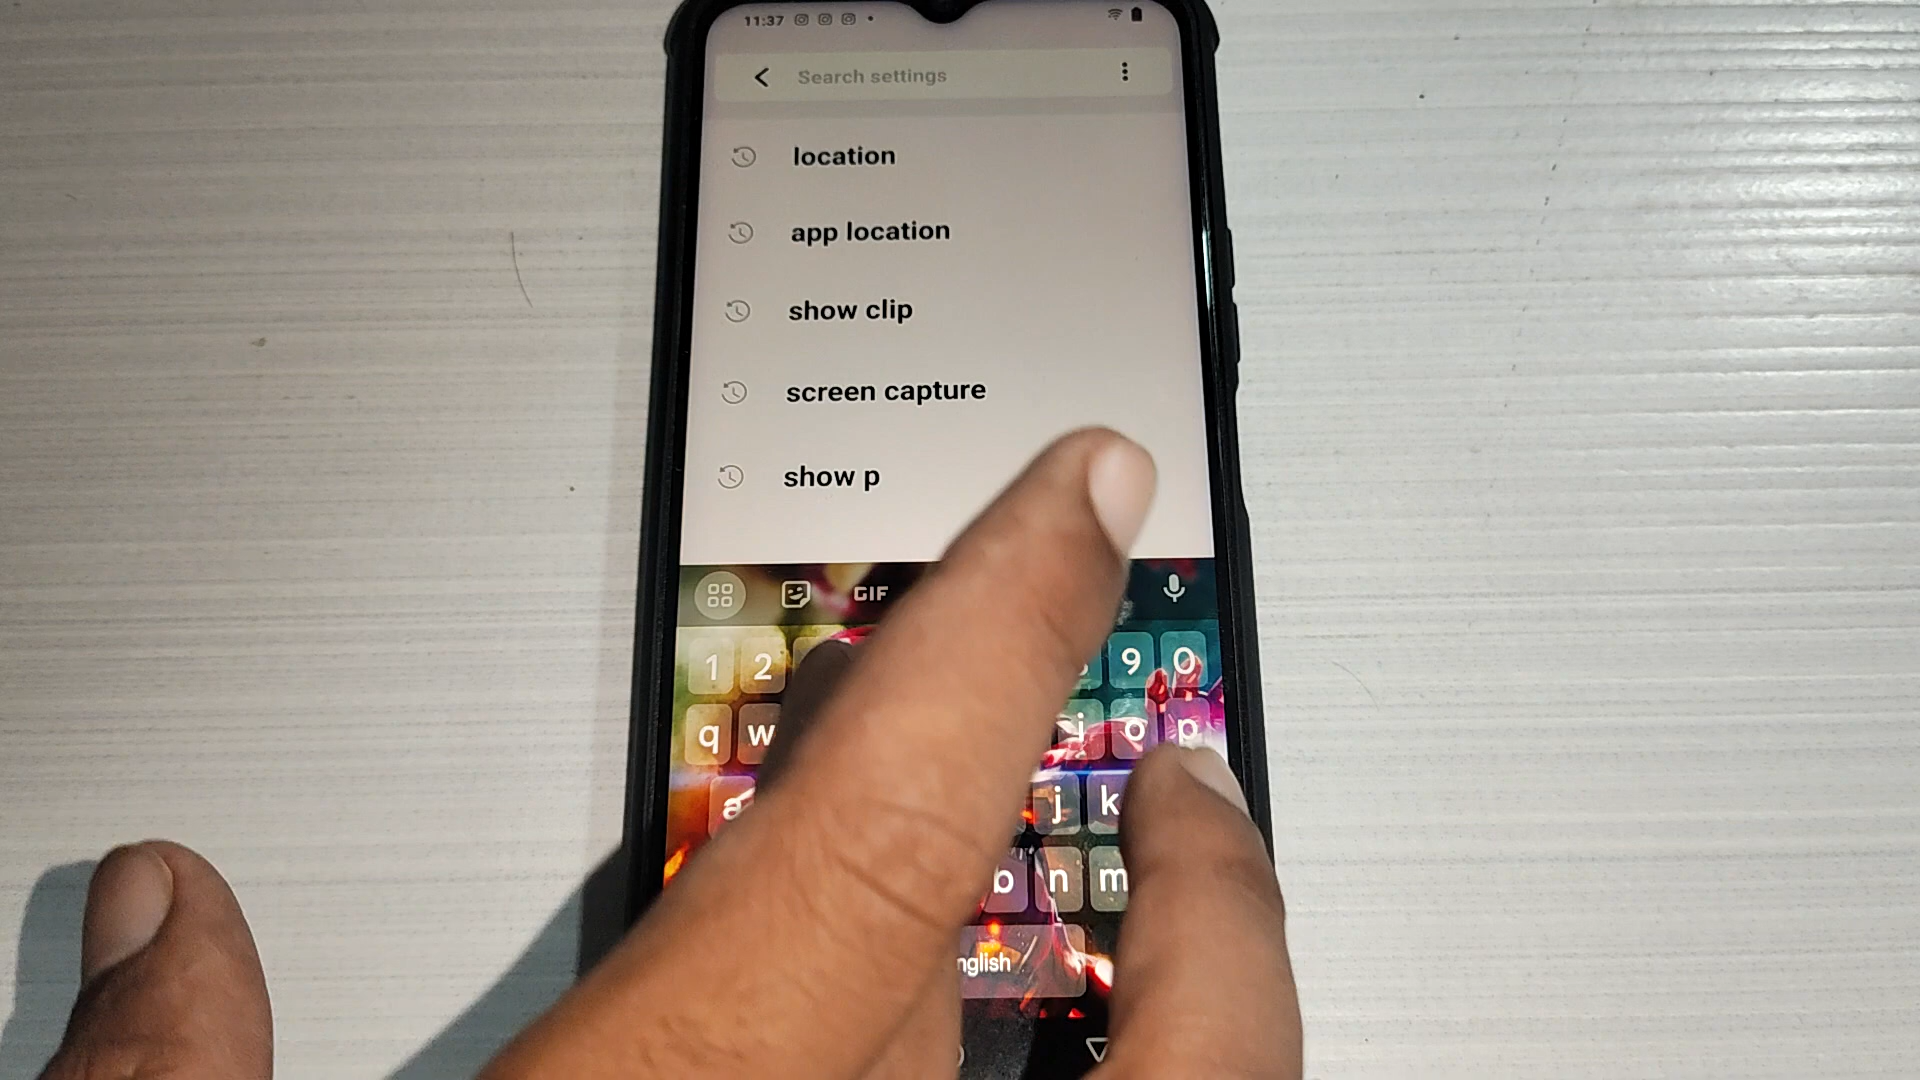 11:37
Search settings
location
app location
show clip
screen capture
show p
GIF
1 2 9 0
q w i o p
a j k
b n m
nglish